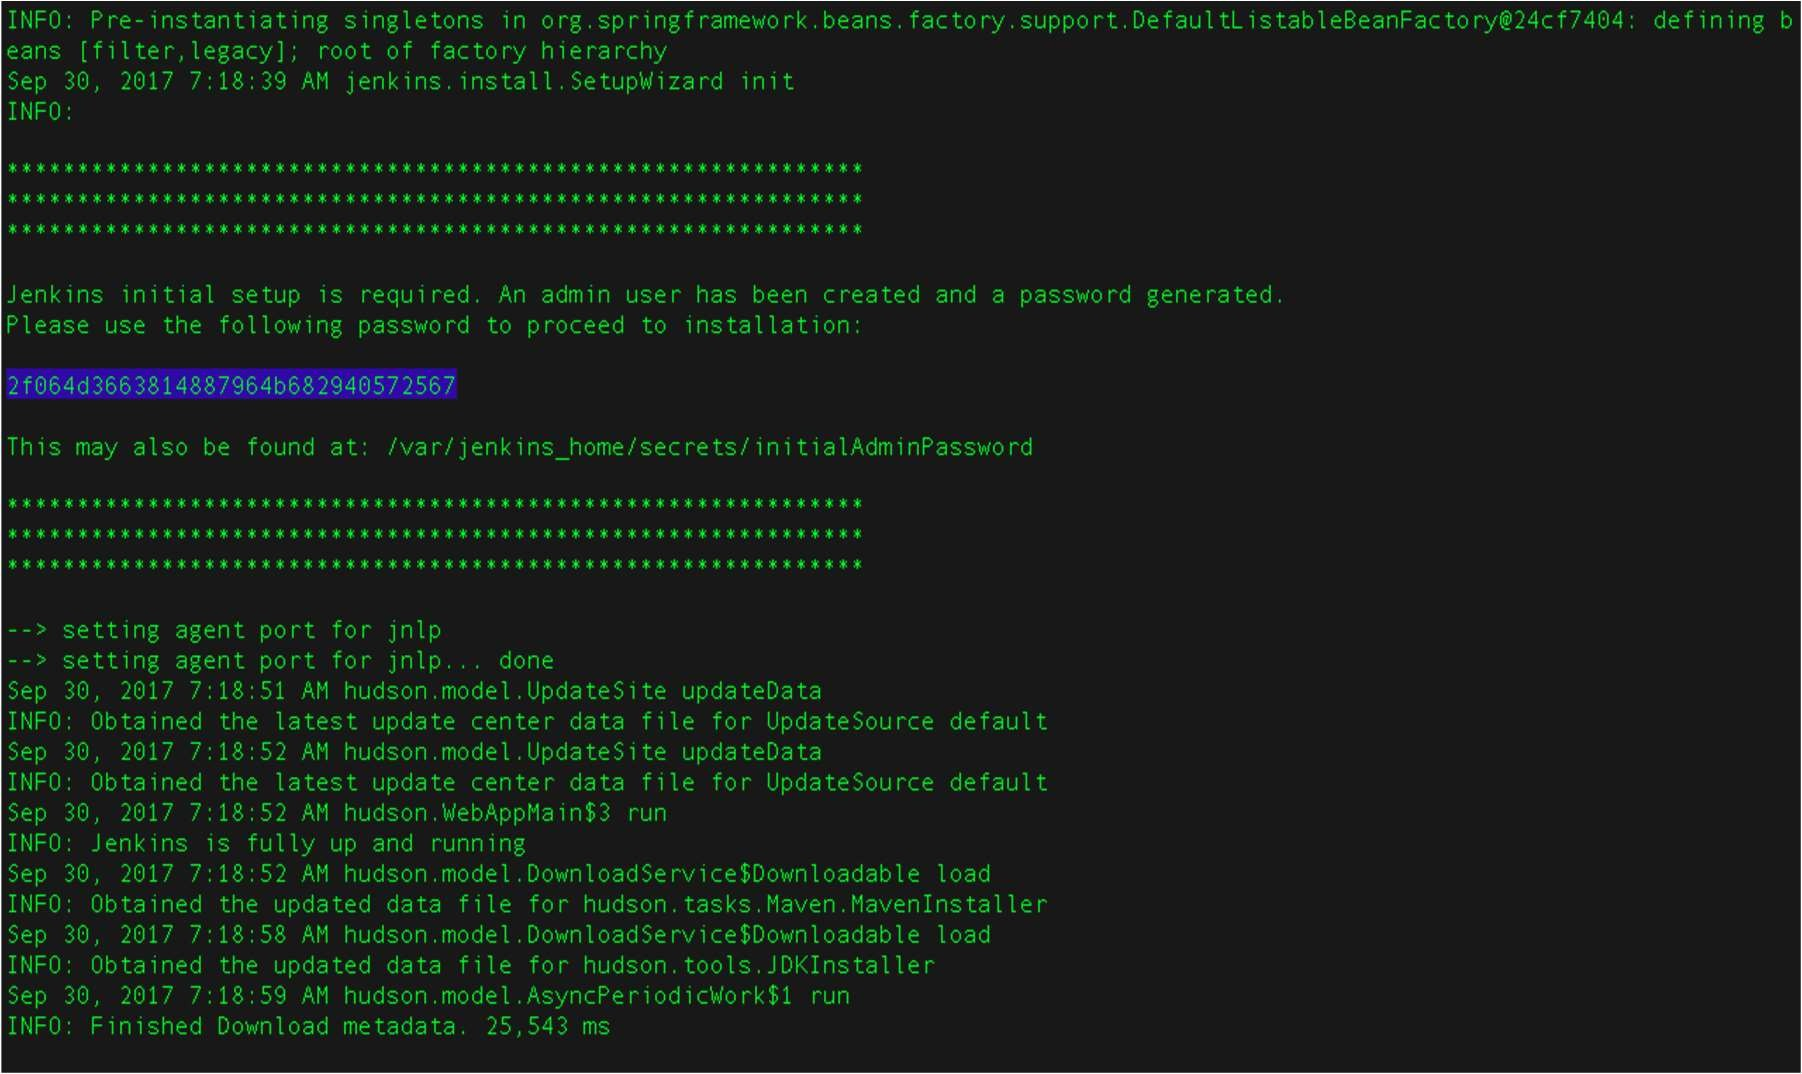 INFO: Pre-instantiating singletons in org.springframework.beans.factory.support.DefaultListableBeanFactory@24cf7404: defining b
eans [filter,legacy]; root of factory hierarchy
Sep 30, 2017 7:18:39 AM jenkins.install.SetupWizard init
INFO:
*************************************************************
*************************************************************
*************************************************************
Jenkins initial setup is required. An admin user has been created and a password generated.
Please use the following password to proceed to installation:
2f064d3663814887964b682940572567
This may also be found at: /var/jenkins_home/secrets/initialAdminPassword
*************************************************************
*************************************************************
*************************************************************
--> setting agent port for jnlp
--> setting agent port for jnlp... done
Sep 30, 2017 7:18:51 AM hudson.model.UpdateSite updateData
INFO: Obtained the latest update center data file for UpdateSource default
Sep 30, 2017 7:18:52 AM hudson.model.UpdateSite updateData
INFO: Obtained the latest update center data file for UpdateSource default
Sep 30, 2017 7:18:52 AM hudson.WebAppMain$3 run
INFO: Jenkins is fully up and running
Sep 30, 2017 7:18:52 AM hudson.model.DownloadService$Downloadable load
INFO: Obtained the updated data file for hudson.tasks.Maven.MavenInstaller
Sep 30, 2017 7:18:58 AM hudson.model.DownloadService$Downloadable load
INFO: Obtained the updated data file for hudson.tools.JDKInstaller
Sep 30, 2017 7:18:59 AM hudson.model.AsyncPeriodicWork$1 run
INFO: Finished Download metadata. 25,543 ms